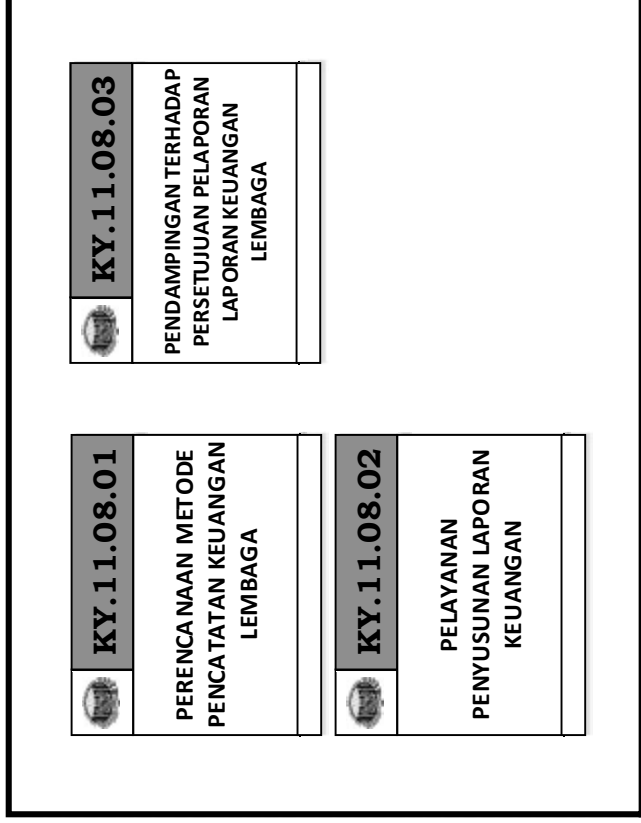 KY.11.08.01
PERENCANAAN METODE
PENCATATAN KEUANGAN
LEMBAGA
KY.11.08.03
PENDAMPINGAN TERHADAP
PERSETUJUAN PELAPORAN
LAPORAN KEUANGAN
LEMBAGA
KY.11.08.02
PELAYANAN
PENYUSUNAN LAPORAN
KEUANGAN